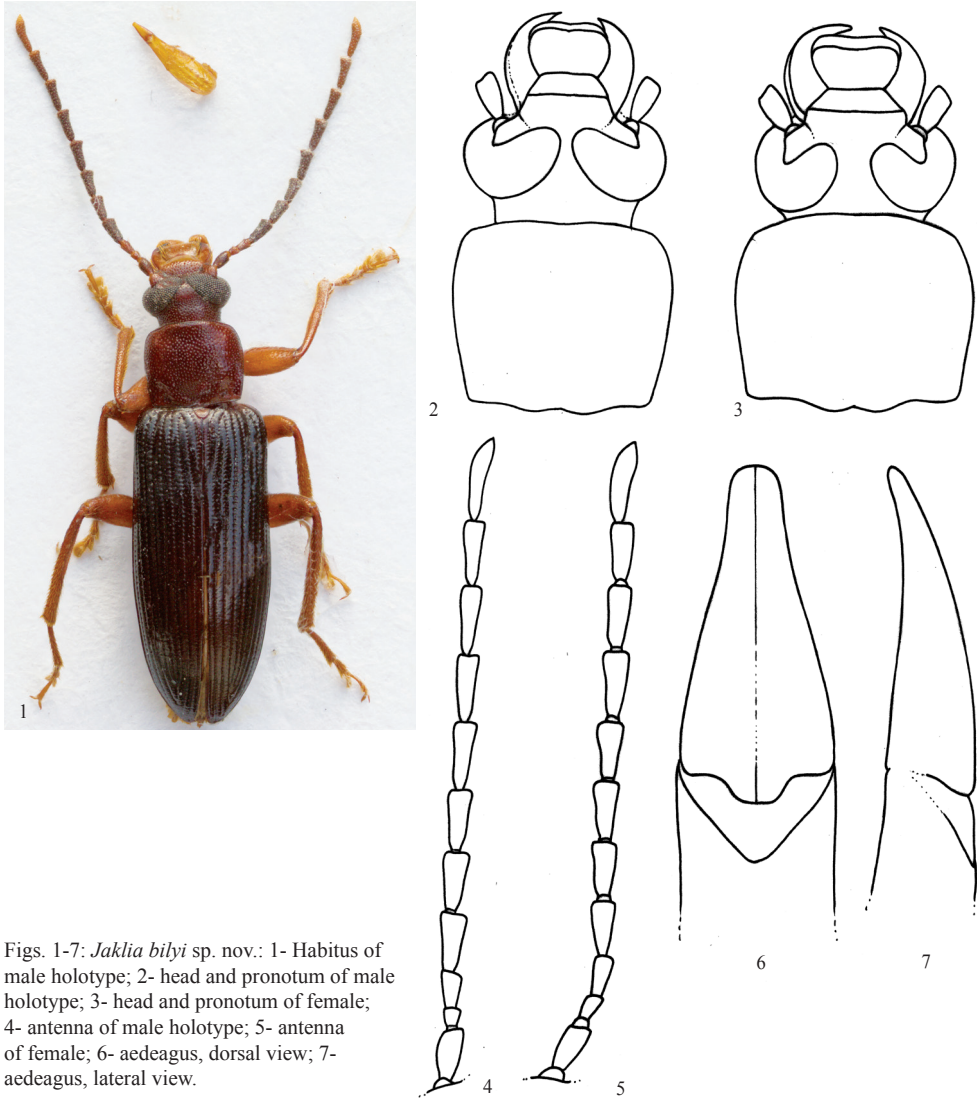 1
2
3
4
5
6
7
Figs. 1-7: Jaklia bilyi sp. nov.: 1- Habitus of
male holotype; 2- head and pronotum of male
holotype; 3- head and pronotum of female;
4- antenna of male holotype; 5- antenna
of female; 6- aedeagus, dorsal view; 7-
aedeagus, lateral view.